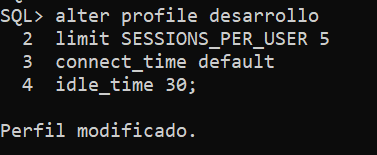 SQL> alter profile desarrollo
2 limit SESSIONS_PER_USER 5
3 connect_time default
4 idle_time 30;
Perfil modificado.